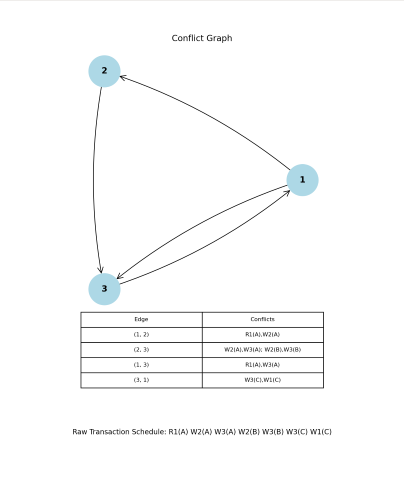 Conflict Graph
2
1
3
Edge Conflicts
(1, 2) R1(A),W2(A)
(2, 3) W2(A),W3(A); W2(B),W3(B)
(1, 3) R1(A),W3(A)
(3, 1) W3(C),W1(C)
Raw Transaction Schedule: R1(A) W2(A) W3(A) W2(B) W3(B) W3(C) W1(C)